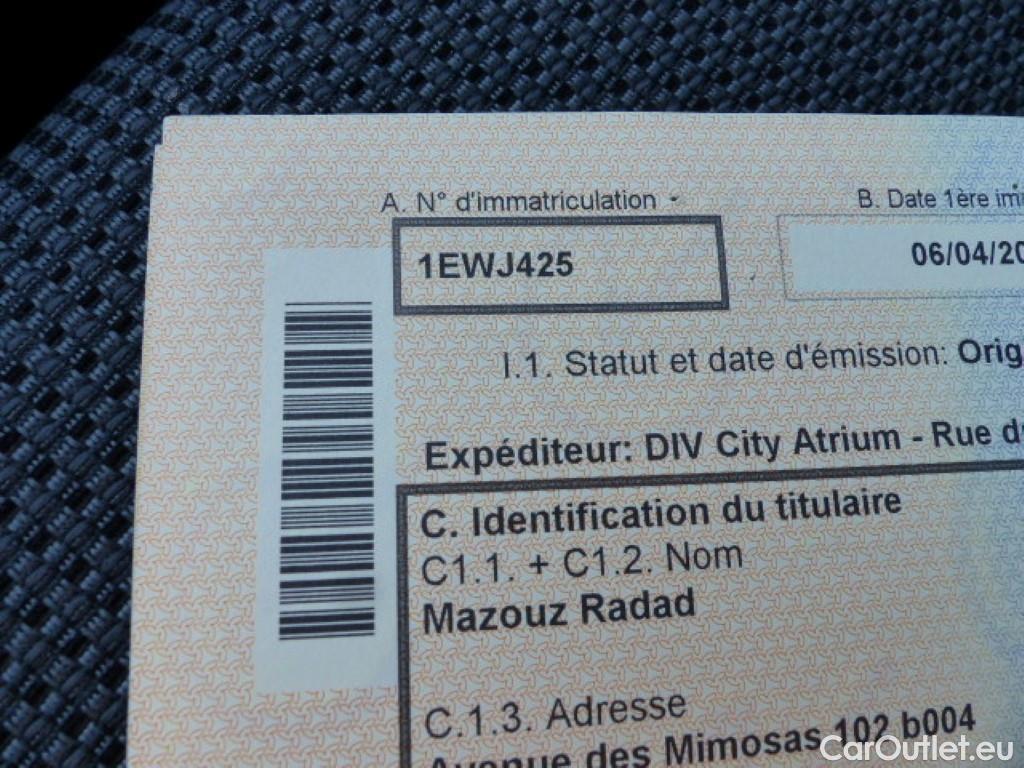 A. N° d'immatriculation
B. Date 1ère
1EWJ425
06/04/20
I.1. Statut et date d'émission: Orig
Expéditeur: DIV City Atrium - Rue d
C. Identification du titulaire
C1.1. + C1.2. Nom
Mazouz Radad
C.1.3. Adresse
Avenue des Mimosas 102 b004
CarOutlet.eu